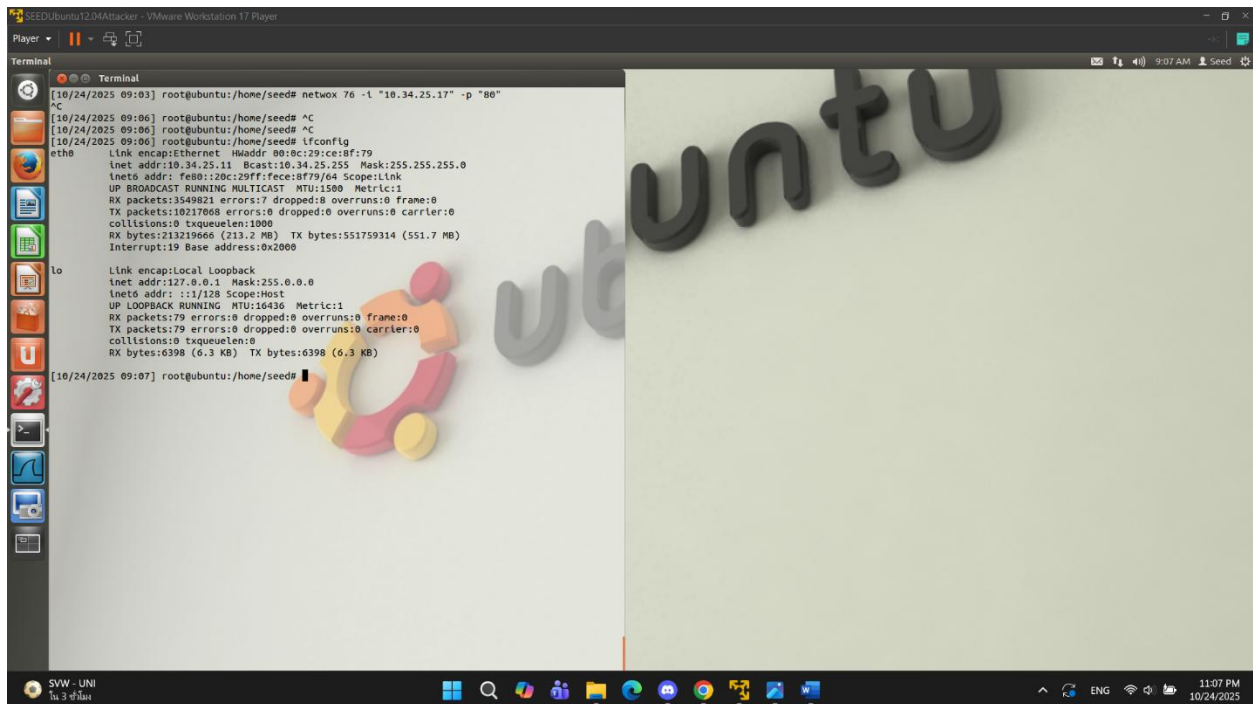 SEEDUbuntu12.04Attacker - VMware Workstation 17 Player
Player
Terminal
9:07 AM Seed
Terminal
[10/24/2025 09:03] root@ubuntu:/home/seed# netwox 76 -i "10.34.25.17" -p "80"
^C
[10/24/2025 09:06] root@ubuntu:/home/seed# ^C
[10/24/2025 09:06] root@ubuntu:/home/seed# ^C
[10/24/2025 09:06] root@ubuntu:/home/seed# ifconfig
eth0 Link encap:Ethernet HWaddr 00:0c:29:ce:8f:79
inet addr:10.34.25.11 Bcast:10.34.25.255 Mask:255.255.255.0
inet6 addr: fe80::20c:29ff:fece:8f79/64 Scope:Link
UP BROADCAST RUNNING MULTICAST MTU:1500 Metric:1
RX packets:3549821 errors:7 dropped:8 overruns:0 frame:0
TX packets:10217068 errors:0 dropped:0 overruns:0 carrier:0
collisions:0 txqueuelen:1000
RX bytes:213219666 (213.2 MB) TX bytes:551759314 (551.7 MB)
Interrupt:19 Base address:0x2000
lo Link encap:Local Loopback
inet addr:127.0.0.1 Mask:255.0.0.0
inet6 addr: ::1/128 Scope:Host
UP LOOPBACK RUNNING MTU:16436 Metric:1
RX packets:79 errors:0 dropped:0 overruns:0 frame:0
TX packets:79 errors:0 dropped:0 overruns:0 carrier:0
collisions:0 txqueuelen:0
RX bytes:6398 (6.3 KB) TX bytes:6398 (6.3 KB)
[10/24/2025 09:07] root@ubuntu:/home/seed#
ub
untu
SVW - UNI
ใน 3 ชั่วโมง
ENG
11:07 PM
10/24/2025